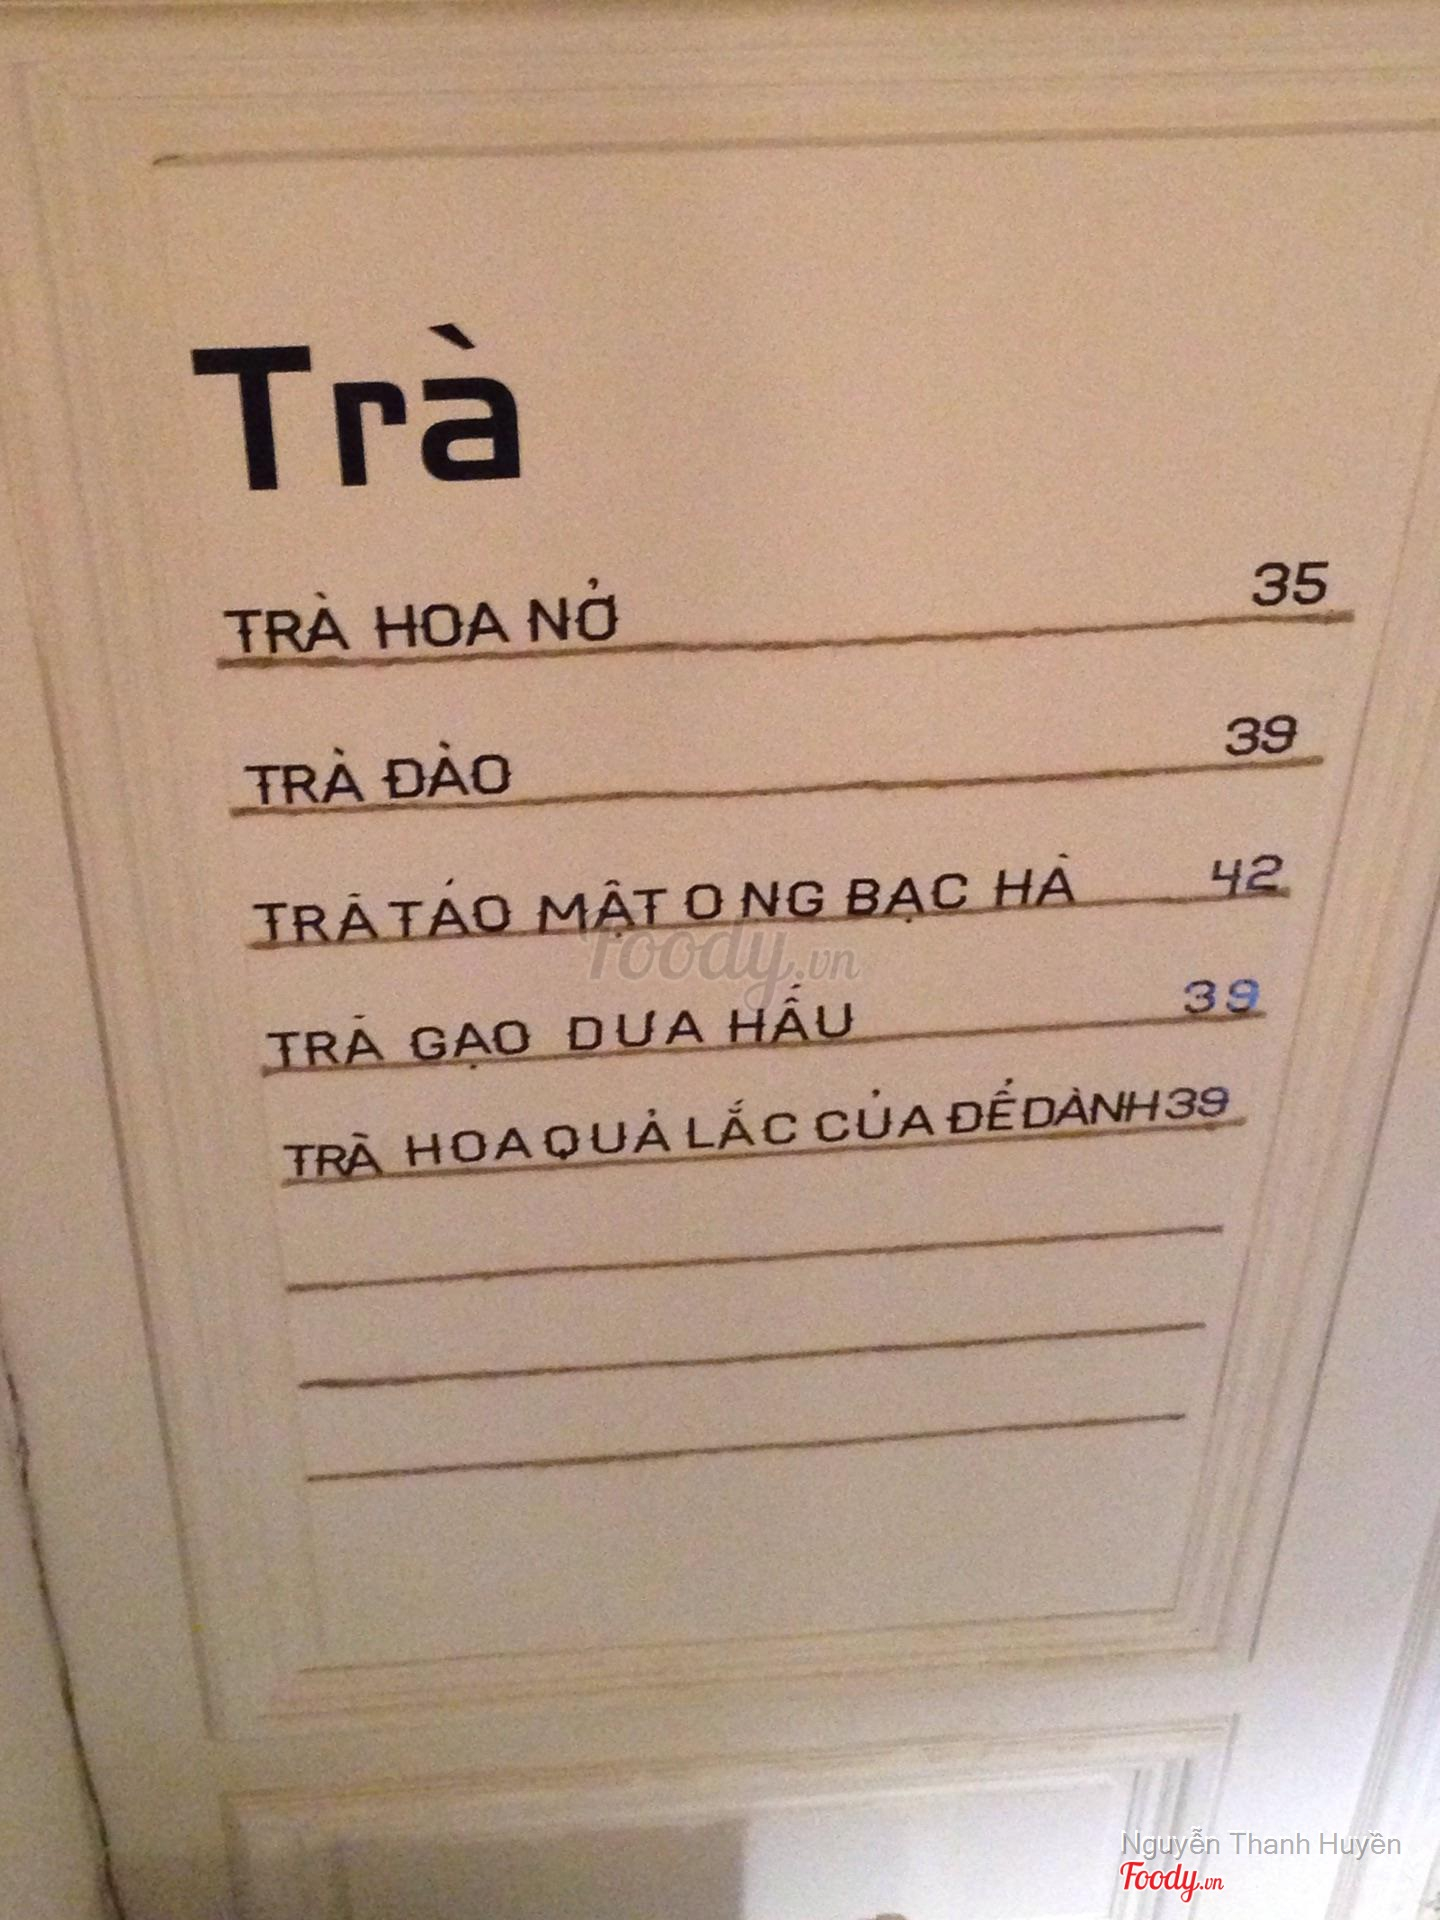 Trà
TRÀ HOA NỞ 35
TRÀ ĐÀO 39
TRÀ TÁO MẬT ONG BẠC HÀ 42
foody.vn
TRÀ GẠO DƯA HẤU 39
TRÀ HOA QUẢ LẮC CỦA ĐỂ DÀNH 39
Nguyễn Thanh Huyền
Foody.vn